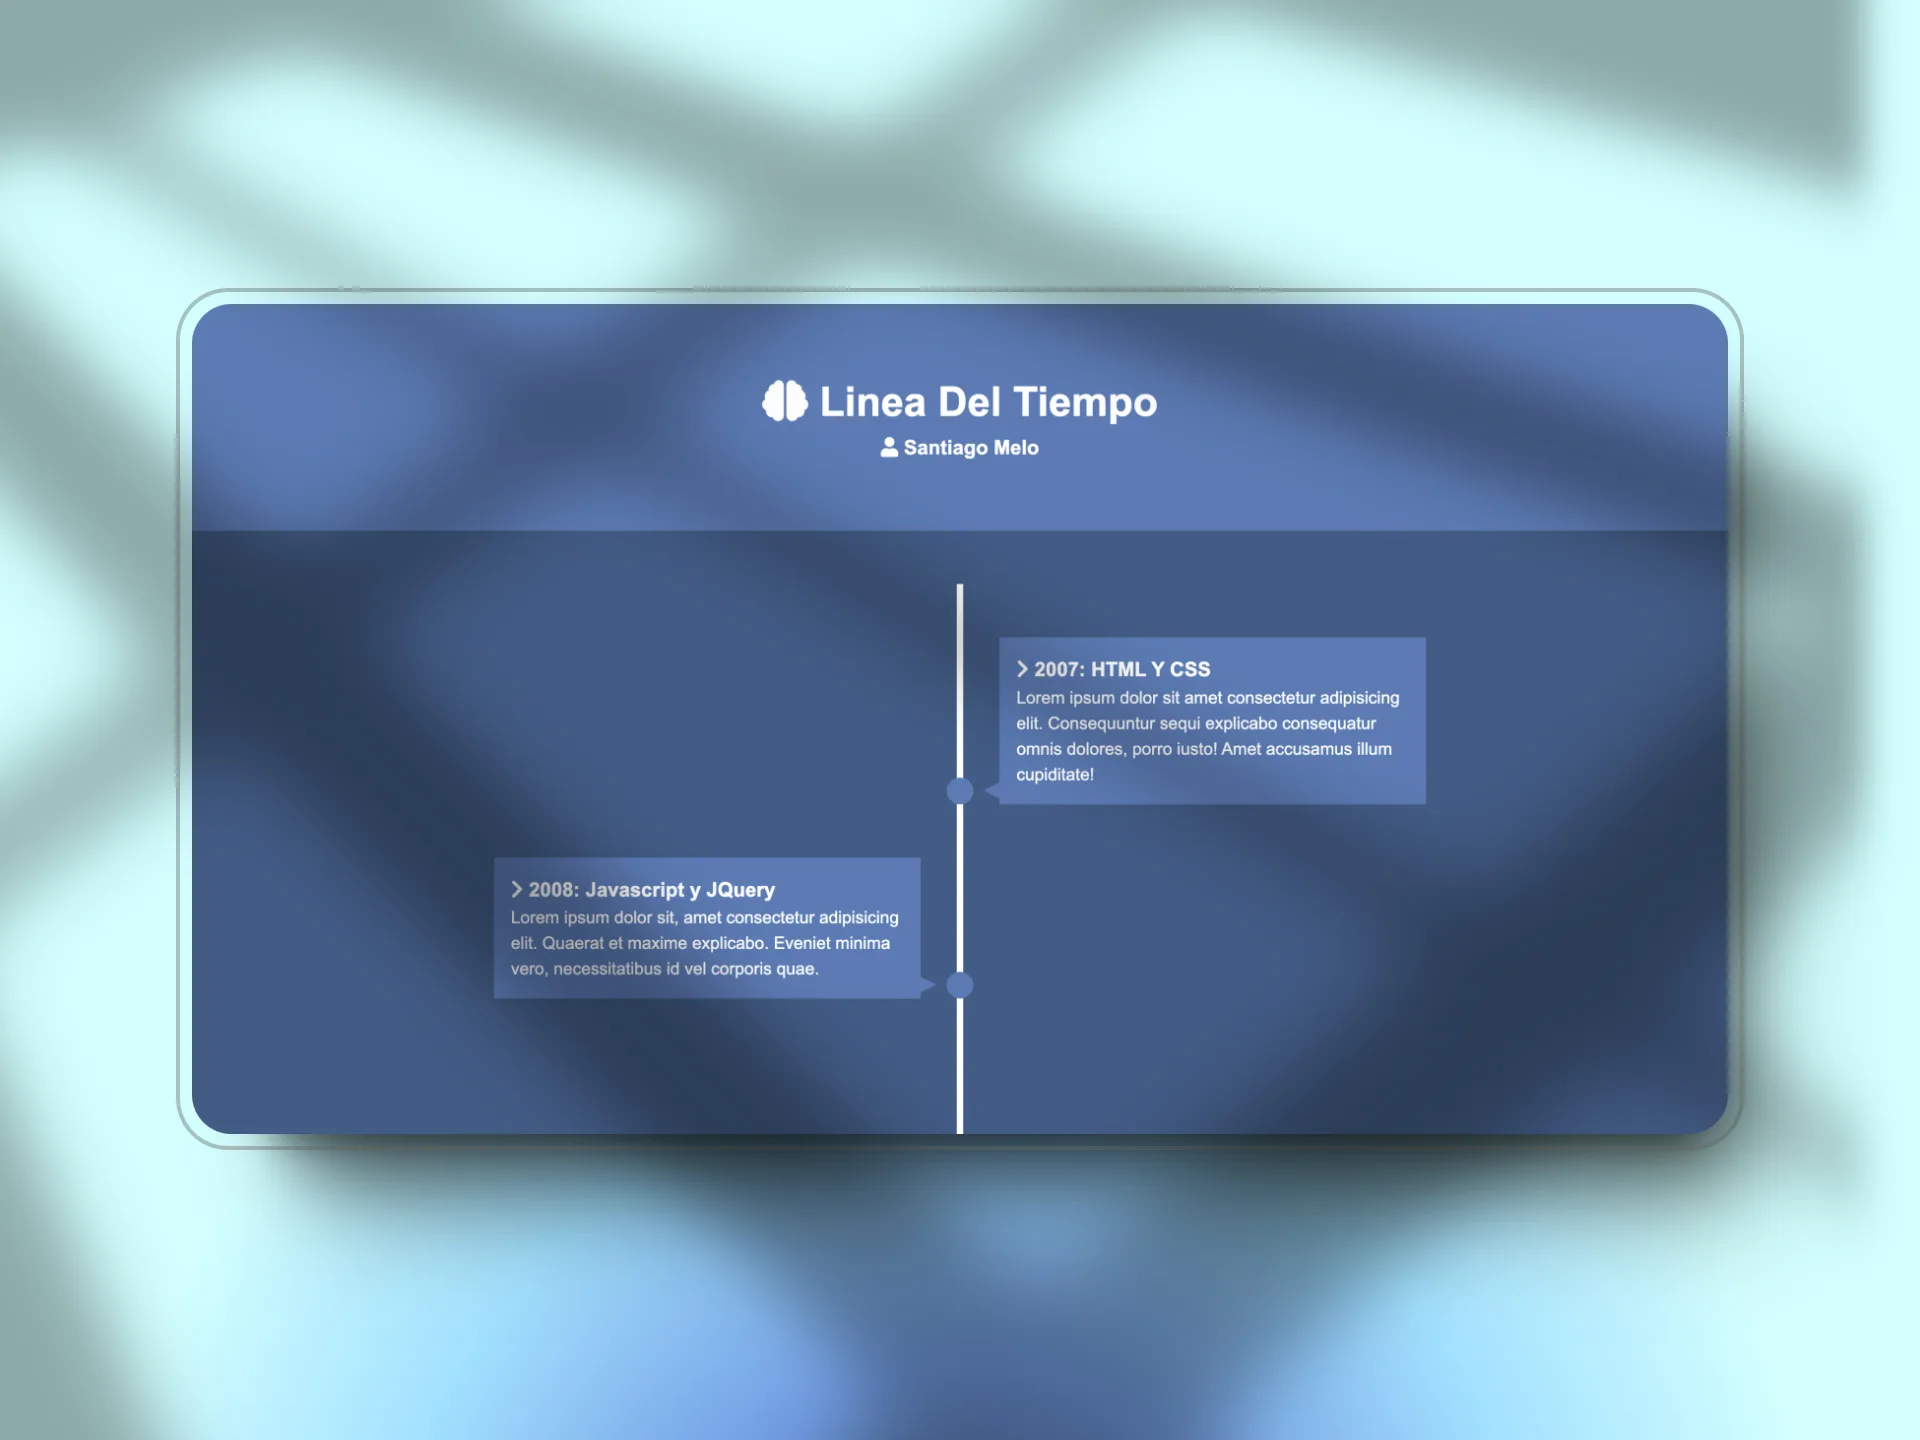 Linea Del Tiempo
Santiago Melo
2007: HTML Y CSS
Lorem ipsum dolor sit amet consectetur adipisicing
elit. Consequuntur sequi explicabo consequatur
omnis dolores, porro iusto! Amet accusamus illum
cupiditate!
2008: Javascript y JQuery
Lorem ipsum dolor sit, amet consectetur adipisicing
elit. Quaerat et maxime explicabo. Eveniet minima
vero, necessitatibus id vel corporis quae.